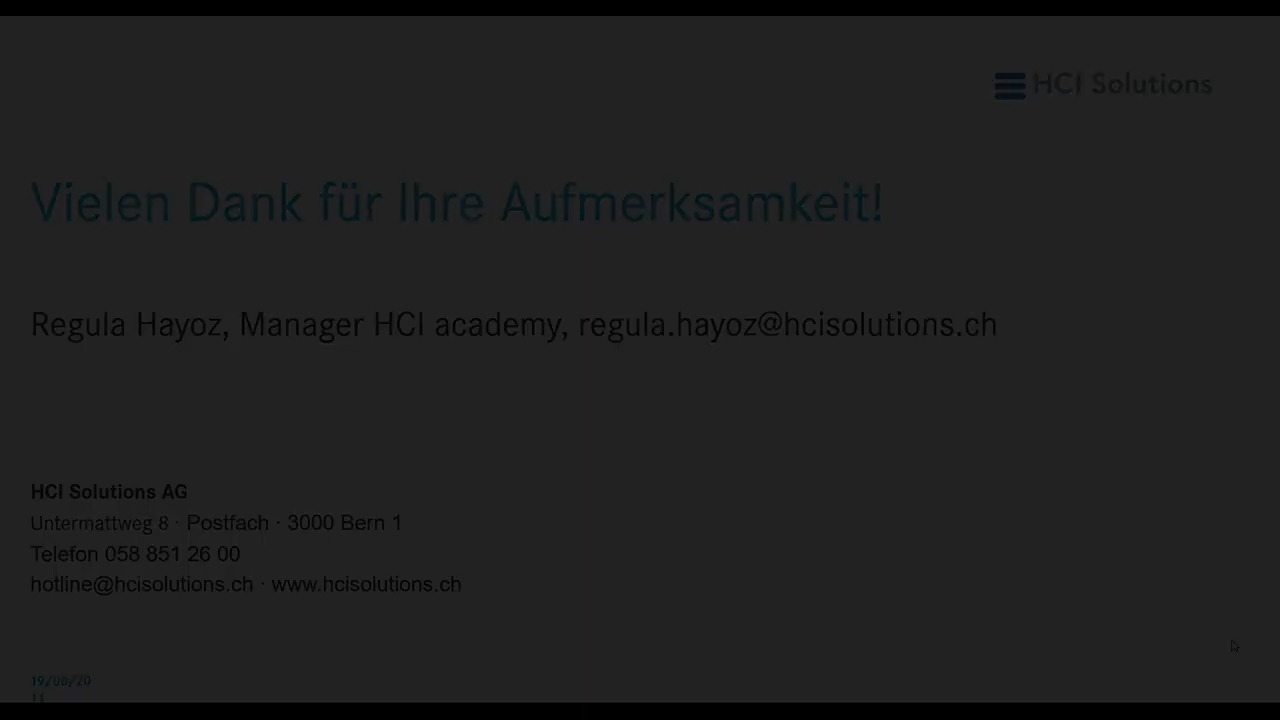 HCI Solutions
Vielen Dank für Ihre Aufmerksamkeit!
Regula Hayoz, Manager HCI academy, regula.hayoz@hcisolutions.ch
HCI Solutions AG
Untermattweg 8 · Postfach · 3000 Bern 1
Telefon 058 851 26 00
hotline@hcisolutions.ch · www.hcisolutions.ch
19/08/20
11